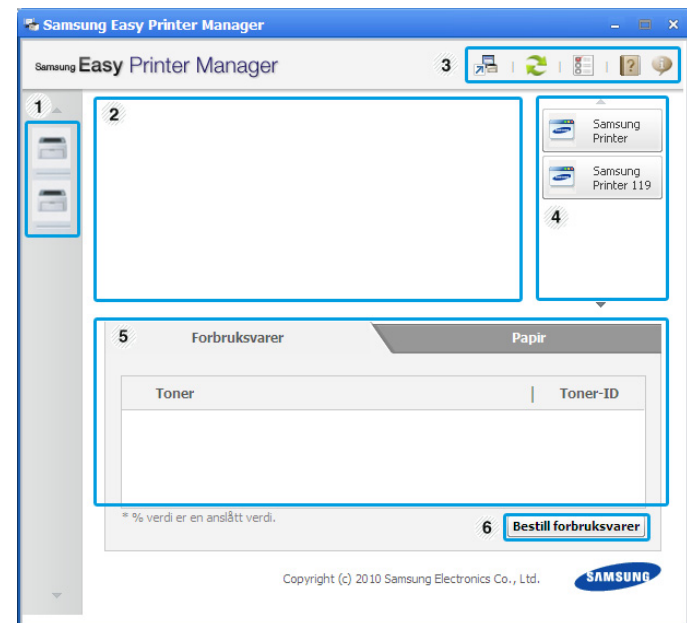 Samsung Easy Printer Manager
Samsung Easy Printer Manager
3
1
2
Samsung
Printer
Samsung
Printer 119
4
5 Forbruksvarer Papir
Toner | Toner-ID
* % verdi er en anslått verdi.
6 Bestill forbruksvarer
Copyright (c) 2010 Samsung Electronics Co., Ltd. SAMSUNG